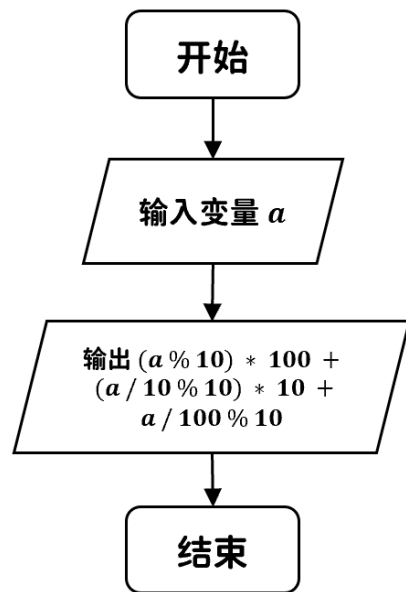 开始
输入变量 a
输出 (a % 10) * 100 +
(a / 10 % 10) * 10 +
a / 100 % 10
结束